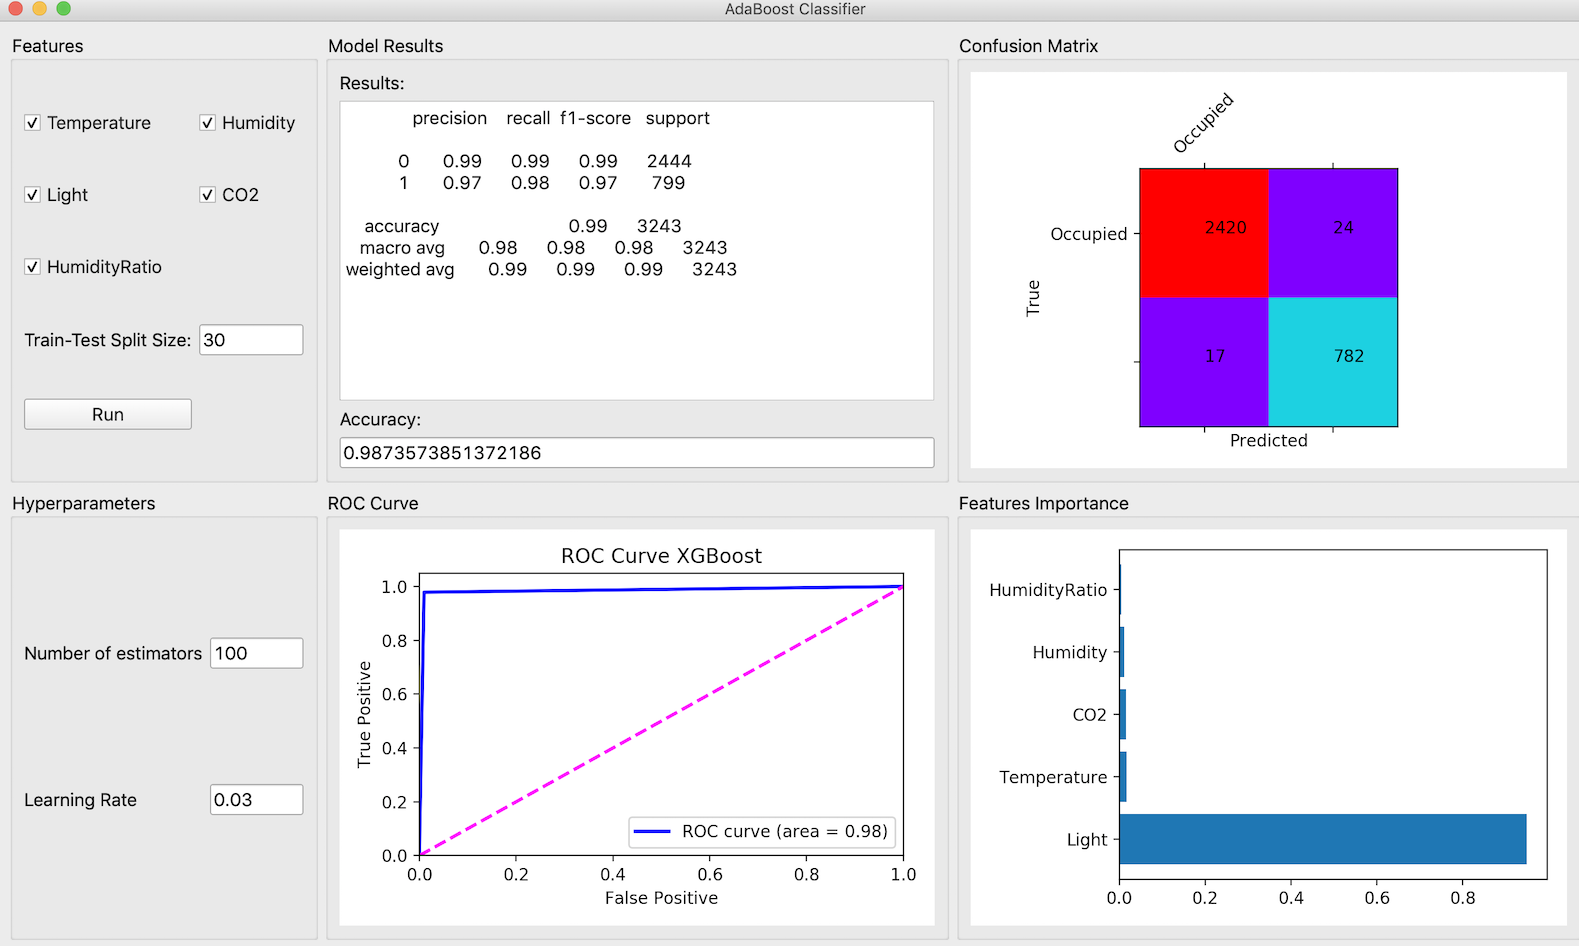 AdaBoost Classifier
Features
Temperature Humidity
Light CO2
HumidityRatio
Train-Test Split Size: 30
Run
Model Results
Results:
precision recall f1-score support
0 0.99 0.99 0.99 2444
1 0.97 0.98 0.97 799
accuracy 0.99 3243
macro avg 0.98 0.98 0.98 3243
weighted avg 0.99 0.99 0.99 3243
Accuracy:
0.9873573851372186
Confusion Matrix
Occupied
Occupied 2420 24
True
17 782
Predicted
Hyperparameters
Number of estimators 100
Learning Rate 0.03
ROC Curve
ROC Curve XGBoost
True Positive
1.0
0.8
0.6
0.4
0.2
0.0
ROC curve (area = 0.98)
0.0 0.2 0.4 0.6 0.8 1.0
False Positive
Features Importance
HumidityRatio
Humidity
CO2
Temperature
Light
0.0 0.2 0.4 0.6 0.8